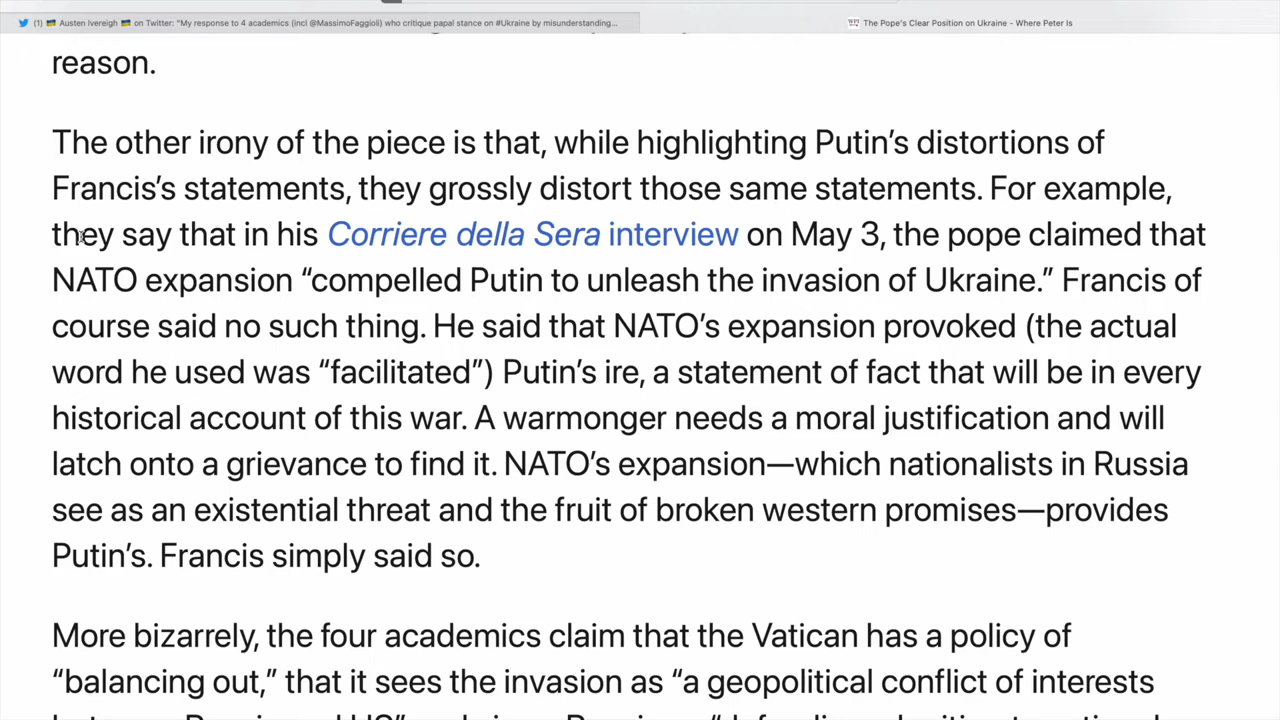 (1) 🇺🇦 Austen Ivereigh 🇺🇦 on Twitter: "My response to 4 academics (incl @MassimoFaggioli) who critique papal stance on #Ukraine by misunderstanding...
The Pope's Clear Position on Ukraine - Where Peter Is
reason.
The other irony of the piece is that, while highlighting Putin’s distortions of
Francis’s statements, they grossly distort those same statements. For example,
they say that in his Corriere della Sera interview on May 3, the pope claimed that
NATO expansion “compelled Putin to unleash the invasion of Ukraine.” Francis of
course said no such thing. He said that NATO’s expansion provoked (the actual
word he used was “facilitated”) Putin’s ire, a statement of fact that will be in every
historical account of this war. A warmonger needs a moral justification and will
latch onto a grievance to find it. NATO’s expansion—which nationalists in Russia
see as an existential threat and the fruit of broken western promises—provides
Putin’s. Francis simply said so.
More bizarrely, the four academics claim that the Vatican has a policy of
“balancing out,” that it sees the invasion as “a geopolitical conflict of interests